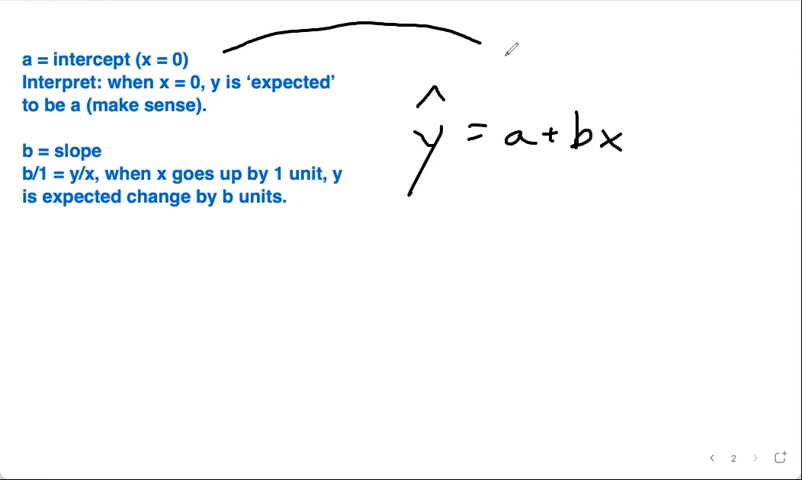 a = intercept (x = 0)
Interpret: when x = 0, y is ‘expected’
to be a (make sense).
b = slope
b/1 = y/x, when x goes up by 1 unit, y
is expected change by b units.
ŷ = a + bx
2